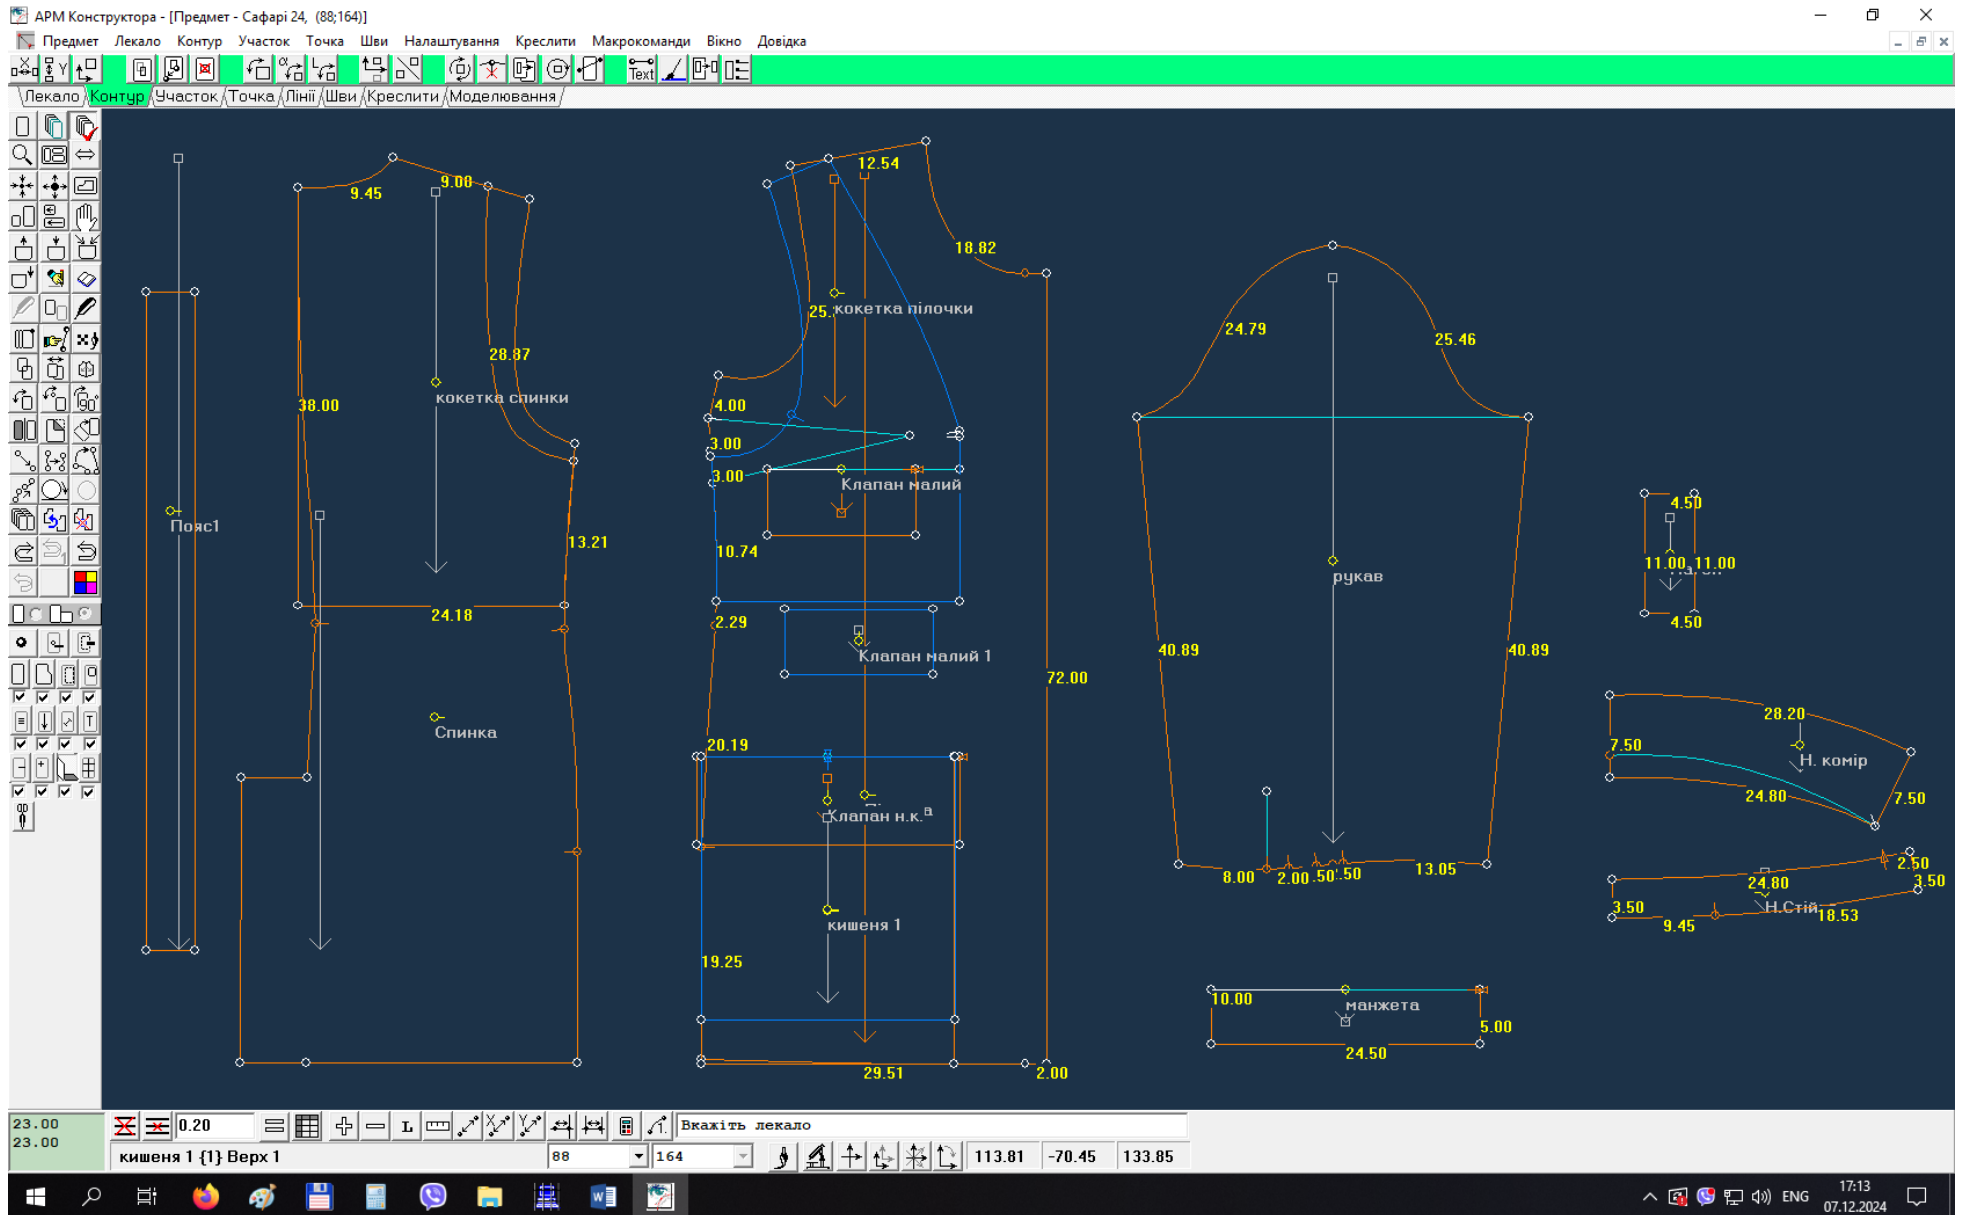 АРМ Конструктора - [Предмет - Сафарі 24, (88;164)]
Предмет Лекало Контур Участок Точка Шви Налаштування Креслити Макрокоманди Вікно Довідка
Text
Лекало Контур Участок Точка Лінії Шви Креслити Моделювання
12.54
9.45
9.00
18.82
25.
кокетка пілочки
24.79
25.46
28.87
кокетка спинки
38.00
4.00
3.00
3.00
Клапан малий
4.50
Пояс1
13.21
10.74
11.00
11.00
рукав
24.18
2.29
4.50
Клапан малий 1
40.89
40.89
72.00
28.20
Спинка
20.19
7.50
Н. комір
24.80
7.50
Клапан н.к.
2.50
13.05
8.00
2.00
.50
.50
24.80
3.50
3.50
Н.Стій
18.53
9.45
кишеня 1
19.25
10.00
манжета
5.00
24.50
29.51
2.00
23.00
23.00
0.20
L
Вкажіть лекало
кишеня 1 {1} Верх 1
88
164
113.81
-70.45
133.85
ENG
17:13
07.12.2024